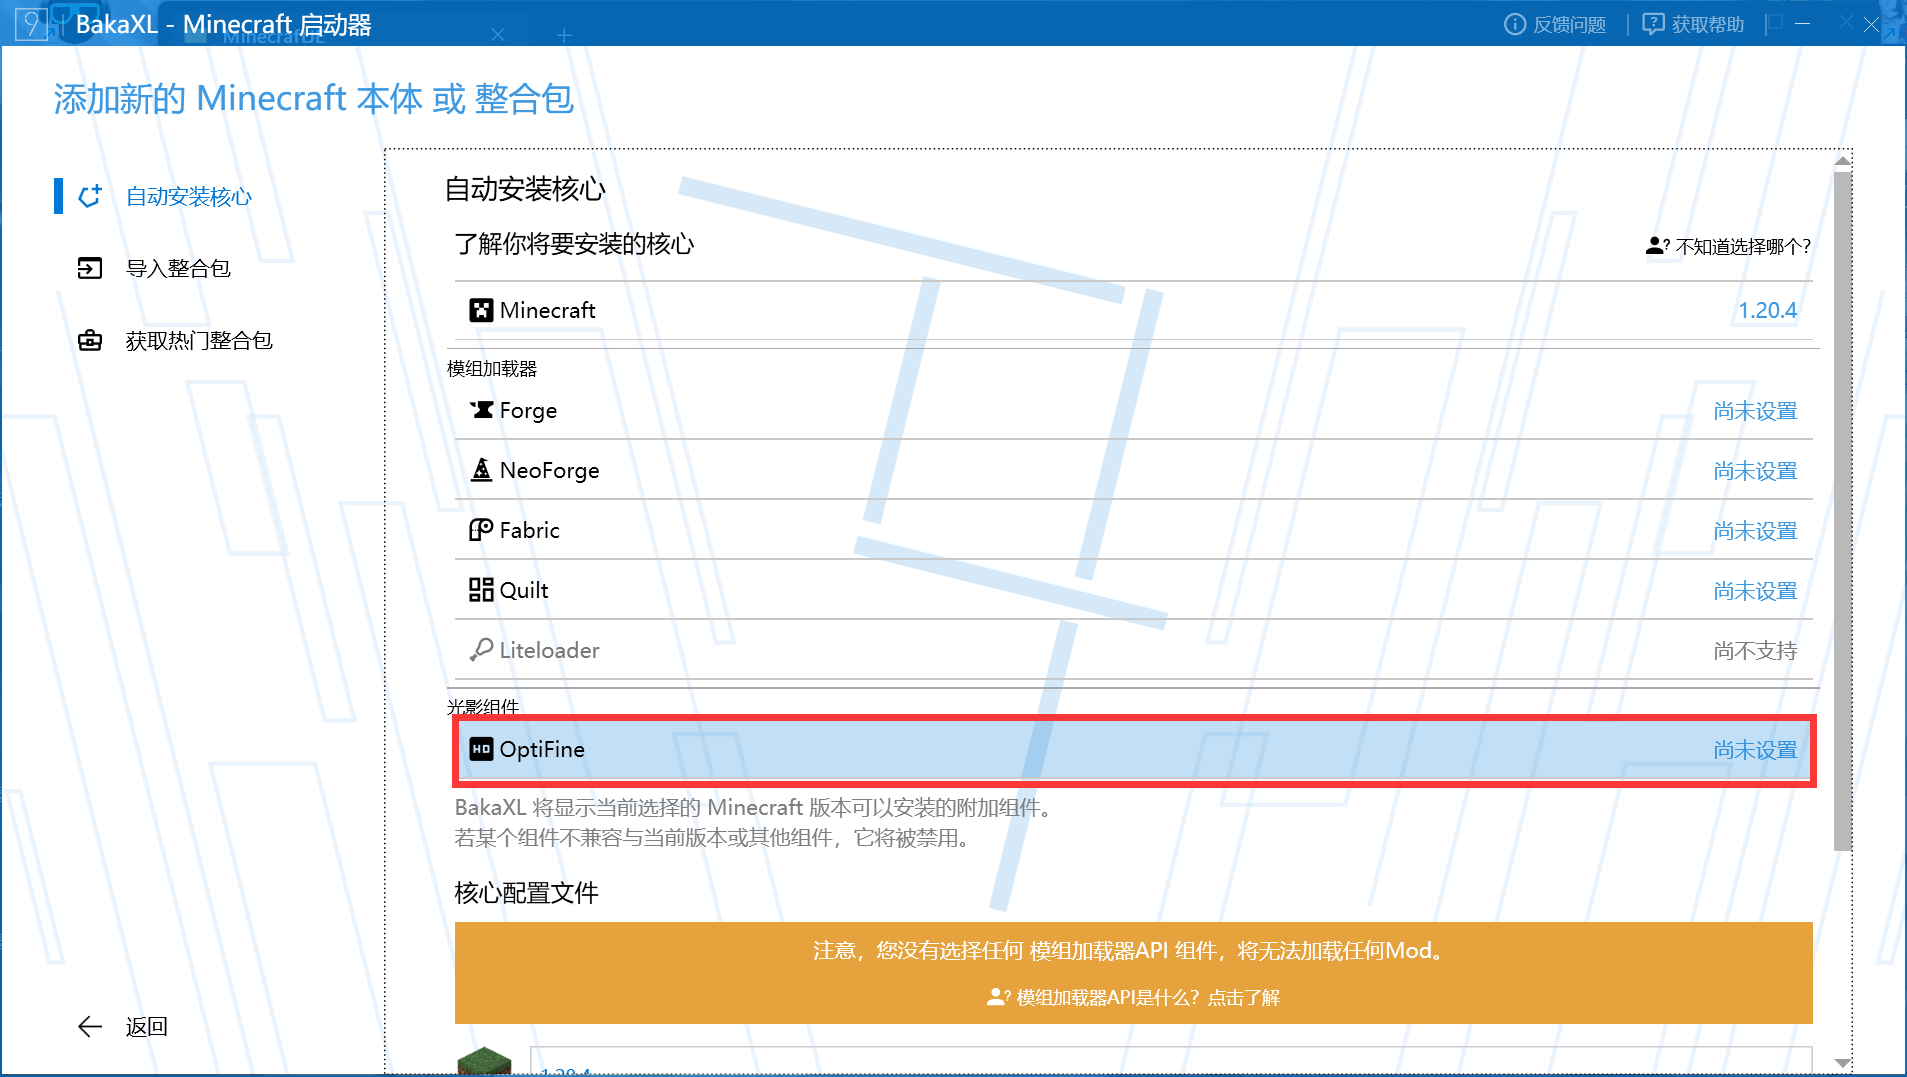 BakaXL - Minecraft 启动器
反馈问题
获取帮助
添加新的 Minecraft 本体 或 整合包
自动安装核心
导入整合包
获取热门整合包
返回
自动安装核心
了解你将要安装的核心
不知道选择哪个?
Minecraft
1.20.4
模组加载器
Forge
尚未设置
NeoForge
尚未设置
Fabric
尚未设置
Quilt
尚未设置
Liteloader
尚不支持
光影组件
HD OptiFine
尚未设置
BakaXL 将显示当前选择的 Minecraft 版本可以安装的附加组件。
若某个组件不兼容与当前版本或其他组件，它将被禁用。
核心配置文件
注意，您没有选择任何 模组加载器API 组件，将无法加载任何Mod。
模组加载器API是什么？点击了解
1.20.4